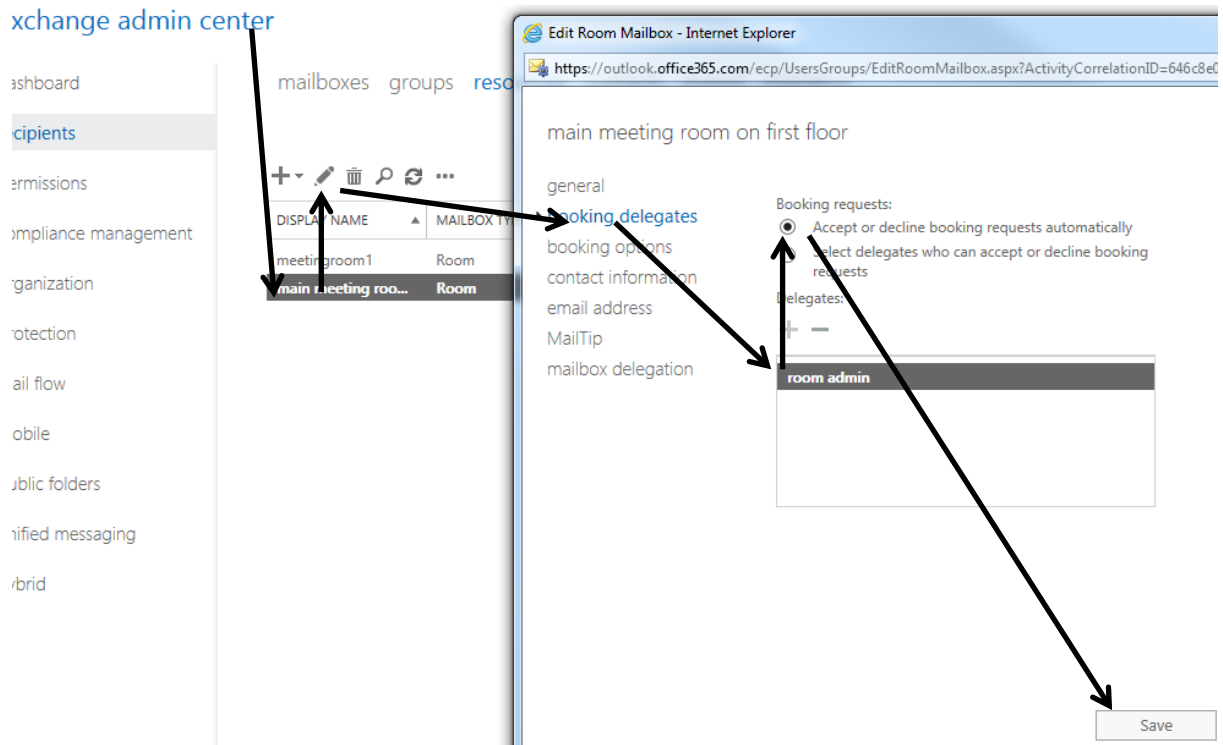 xchange admin center
Edit Room Mailbox - Internet Explorer
https://outlook.office365.com/ecp/UsersGroups/EditRoomMailbox.aspx?ActivityCorrelationID=646c8e0
ashboard
mailboxes groups reso
cipients
main meeting room on first floor
ermissions
general
booking delegates
Booking requests:
Accept or decline booking requests automatically
DISPLAY NAME MAILBOX TY
ompliance management
booking options
Select delegates who can accept or decline booking
requests
meetingroom1 Room
contact information
rganization
main meeting roo... Room
Delegates:
email address
rotection
MailTip
mailbox delegation
room admin
ail flow
obile
ublic folders
nified messaging
brid
Save